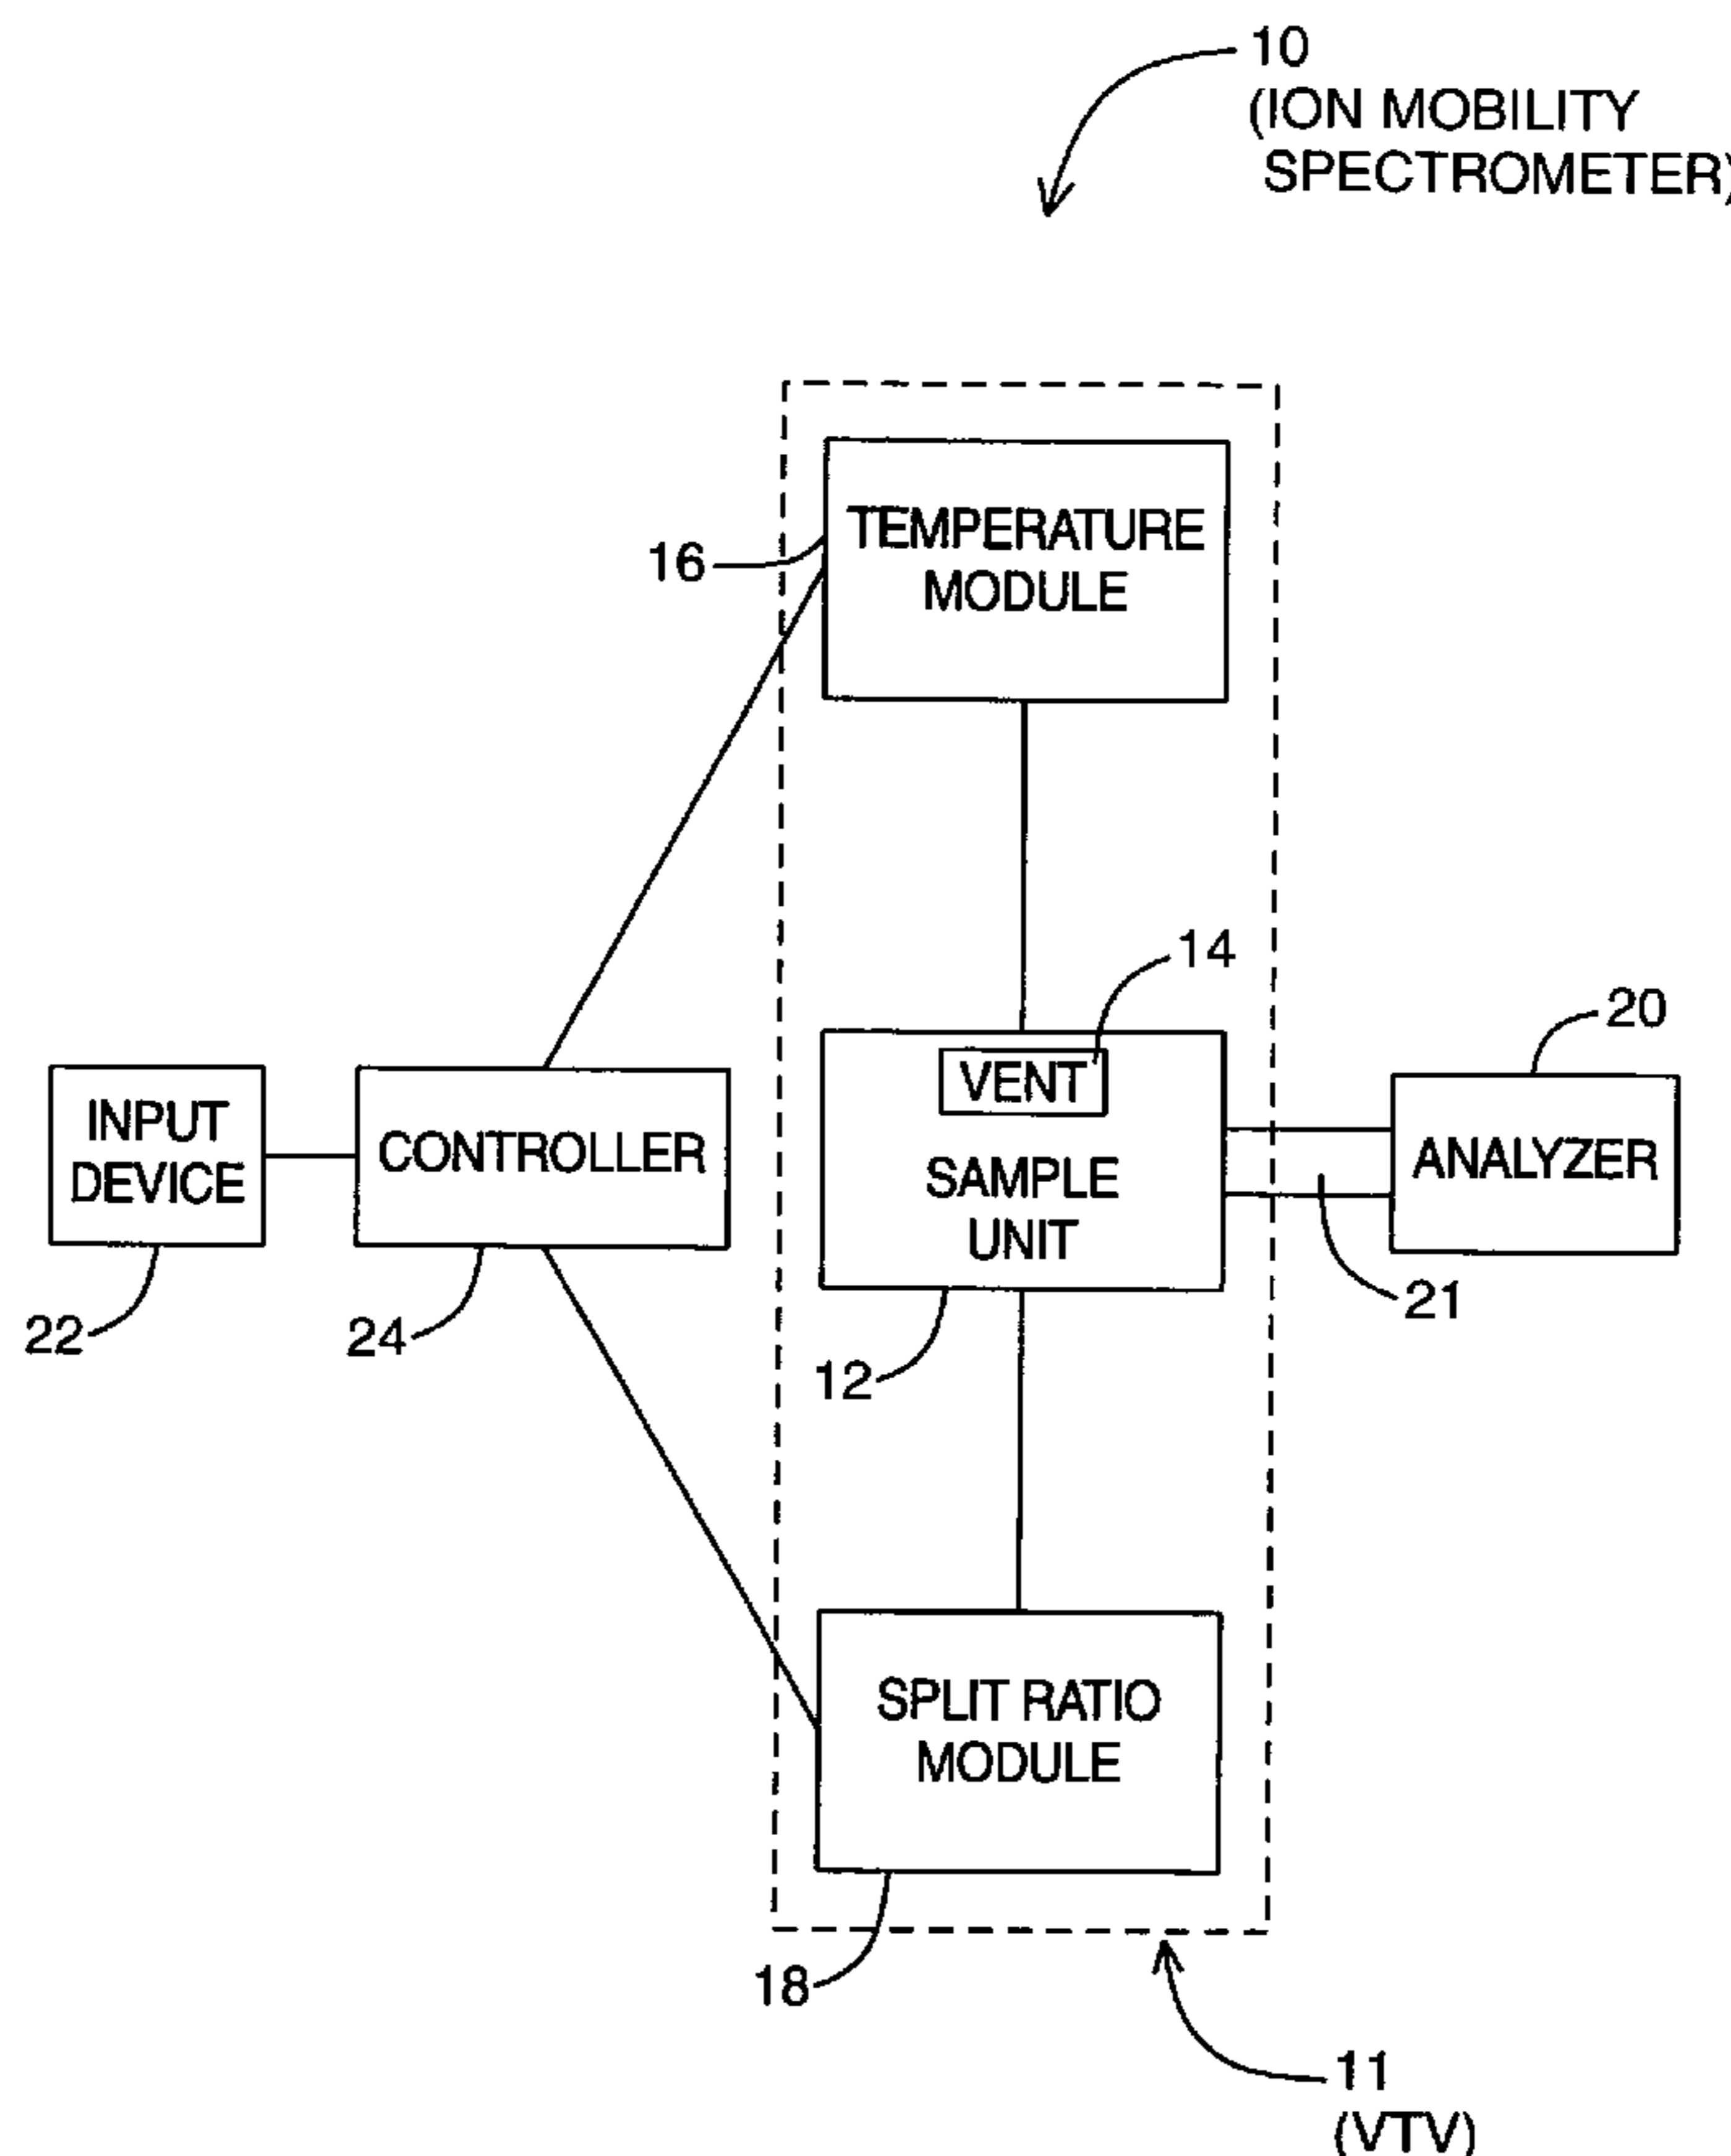 10
(ION MOBILITY
SPECTROMETER)
TEMPERATURE
MODULE
16
14
VENT
20
INPUT
DEVICE
CONTROLLER
SAMPLE
UNIT
ANALYZER
21
22
24
12
SPLIT RATIO
MODULE
18
11
(VTV)